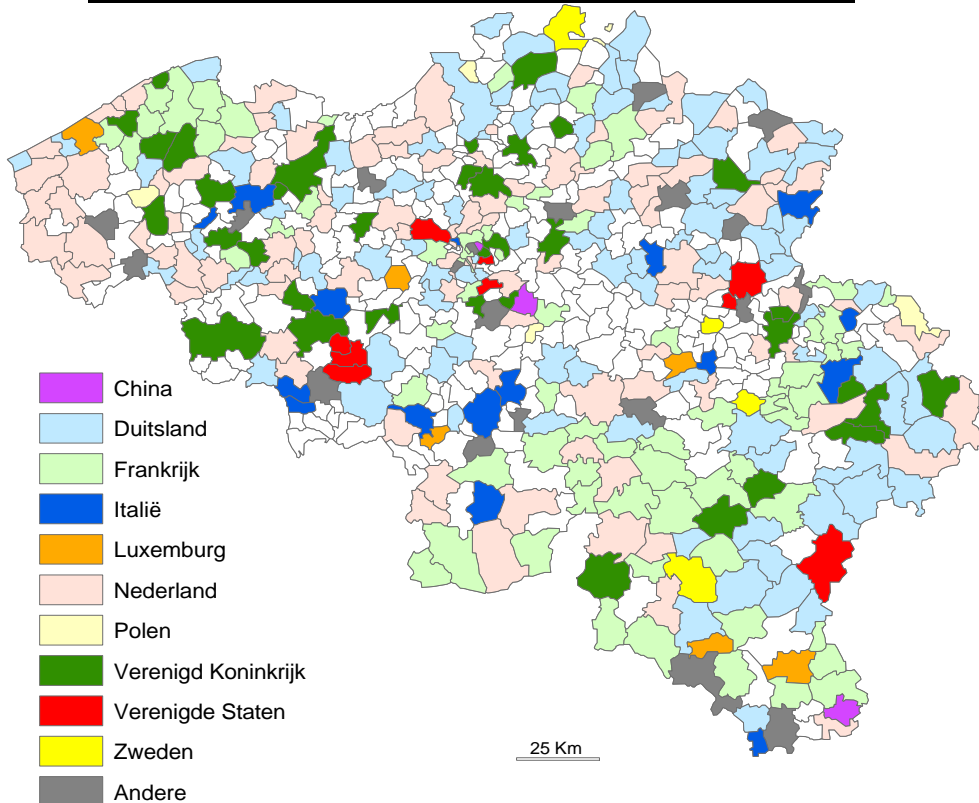 China
Duitsland
Frankrijk
Italië
Luxemburg
Nederland
Polen
Verenigd Koninkrijk
Verenigde Staten
Zweden
Andere
25 Km